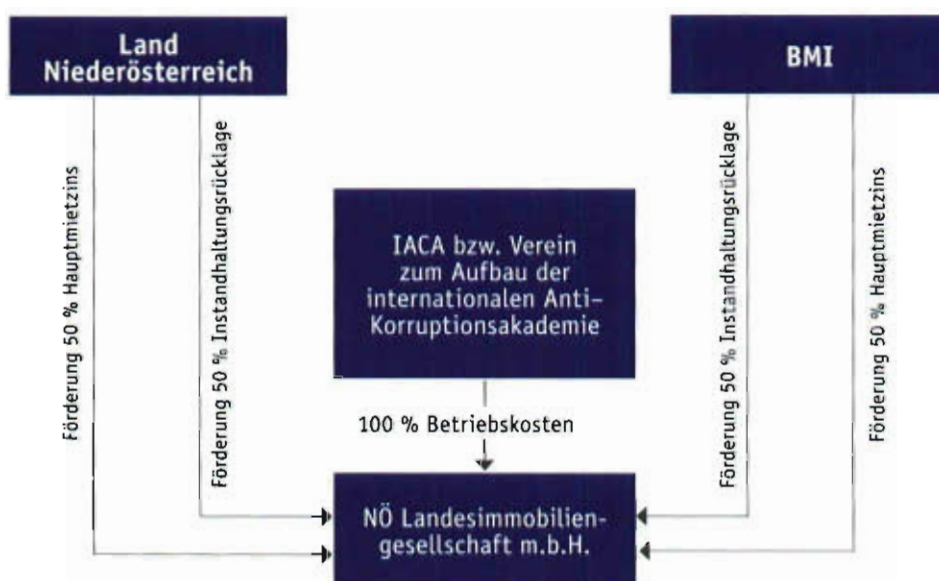 Land
Niederösterreich
BMI
Förderung 50 % Hauptmietzins
Förderung 50 % Instandhaltungsrücklage
IACA bzw. Verein
zum Aufbau der
internationalen Anti-
Korruptionsakademie
Förderung 50 % Instandhaltungsrücklage
Förderung 50 % Hauptmietzins
100 % Betriebskosten
NÖ Landesimmobilien-
gesellschaft m.b.H.